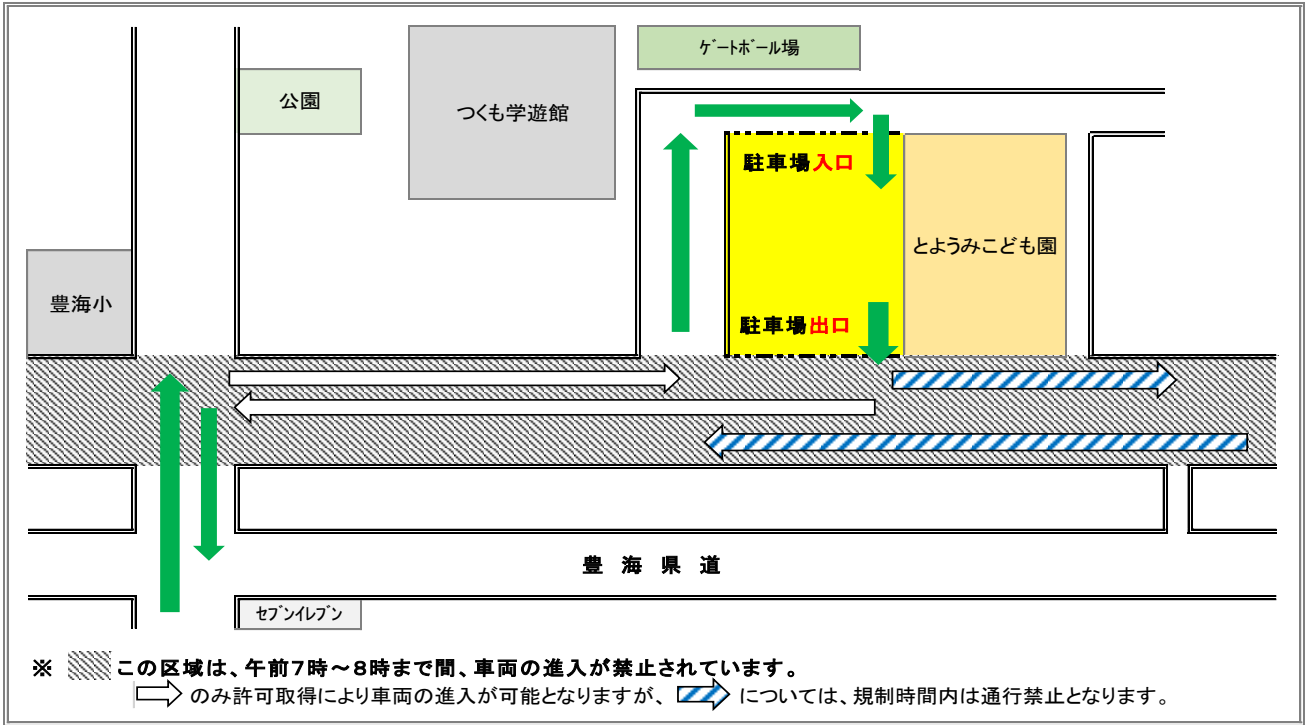 ｹﾞｰﾄﾎﾞｰﾙ場
公園
つくも学遊館
駐車場入口
とようみこども園
豊海小
駐車場出口
豊海県道
ｾﾌﾞﾝｲﾚﾌﾞﾝ
※ この区域は、午前7時～8時まで間、車両の進入が禁止されています。
のみ許可取得により車両の進入が可能となりますが、 については、規制時間内は通行禁止となります。